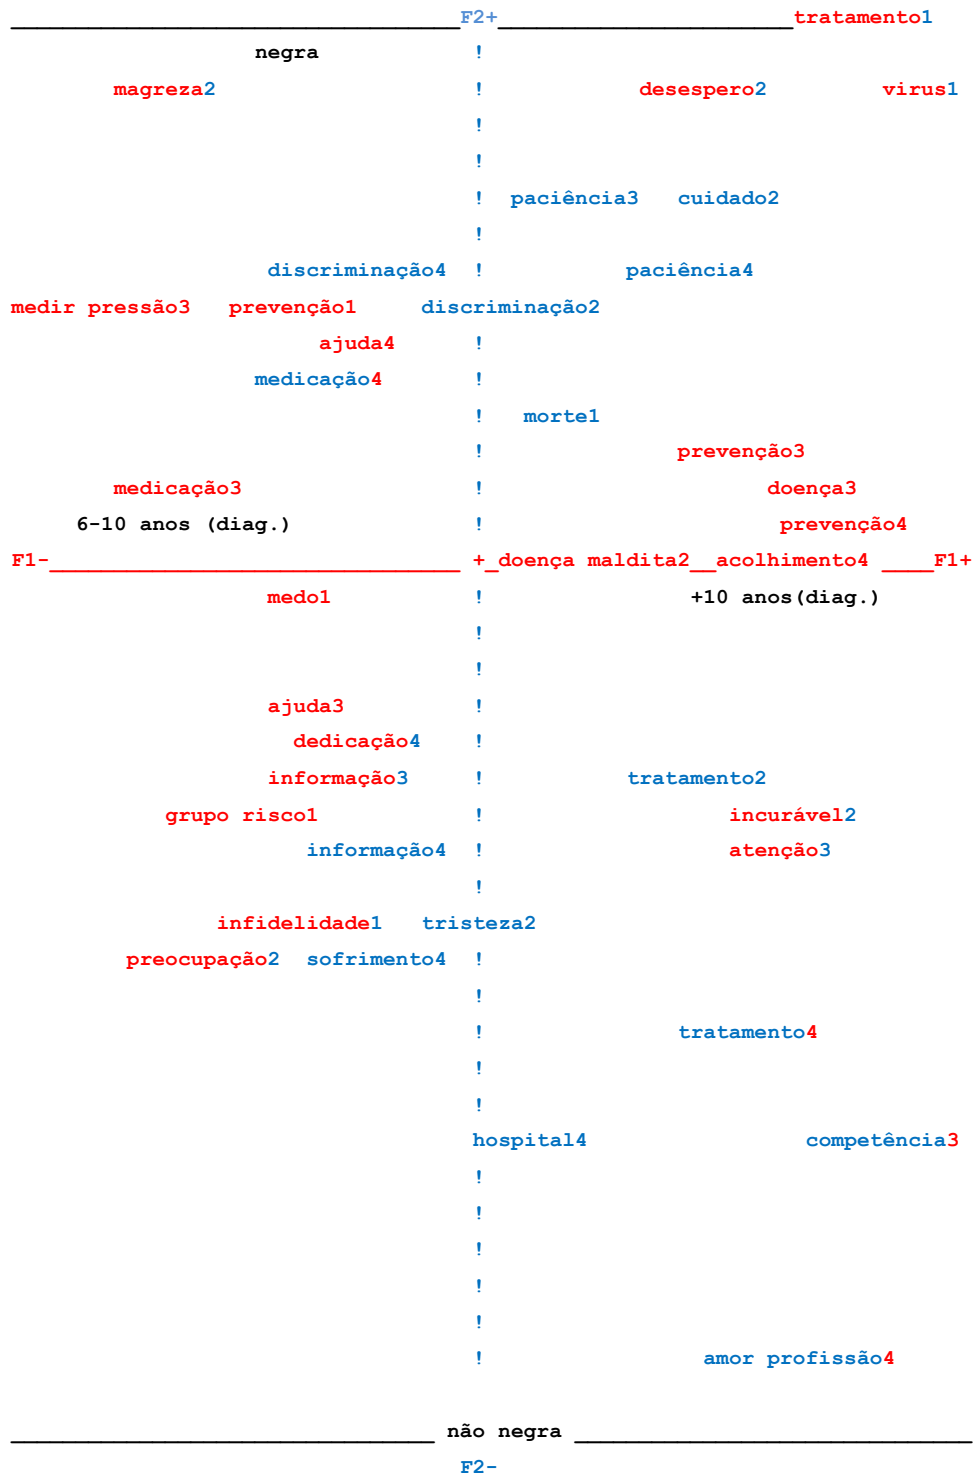 F2+ tratamento1
negra !
magreza2 ! desespero2 virus1
!
!
! paciência3 cuidado2
!
discriminação4 ! paciência4
medir pressão3 prevenção1 discriminação2
ajuda4 !
medicação4 !
! morte1
! prevenção3
medicação3 ! doença3
6-10 anos (diag.) ! prevenção4
F1-________________________________ +_doença maldita2__acolhimento4 ____F1+
medo1 ! +10 anos(diag.)
!
!
ajuda3 !
dedicação4 !
informação3 ! tratamento2
grupo risco1 ! incurável2
informação4 ! atenção3
!
infidelidade1 tristeza2
preocupação2 sofrimento4 !
!
! tratamento4
!
!
hospital4 competência3
!
!
!
!
!
! amor profissão4
não negra
F2-